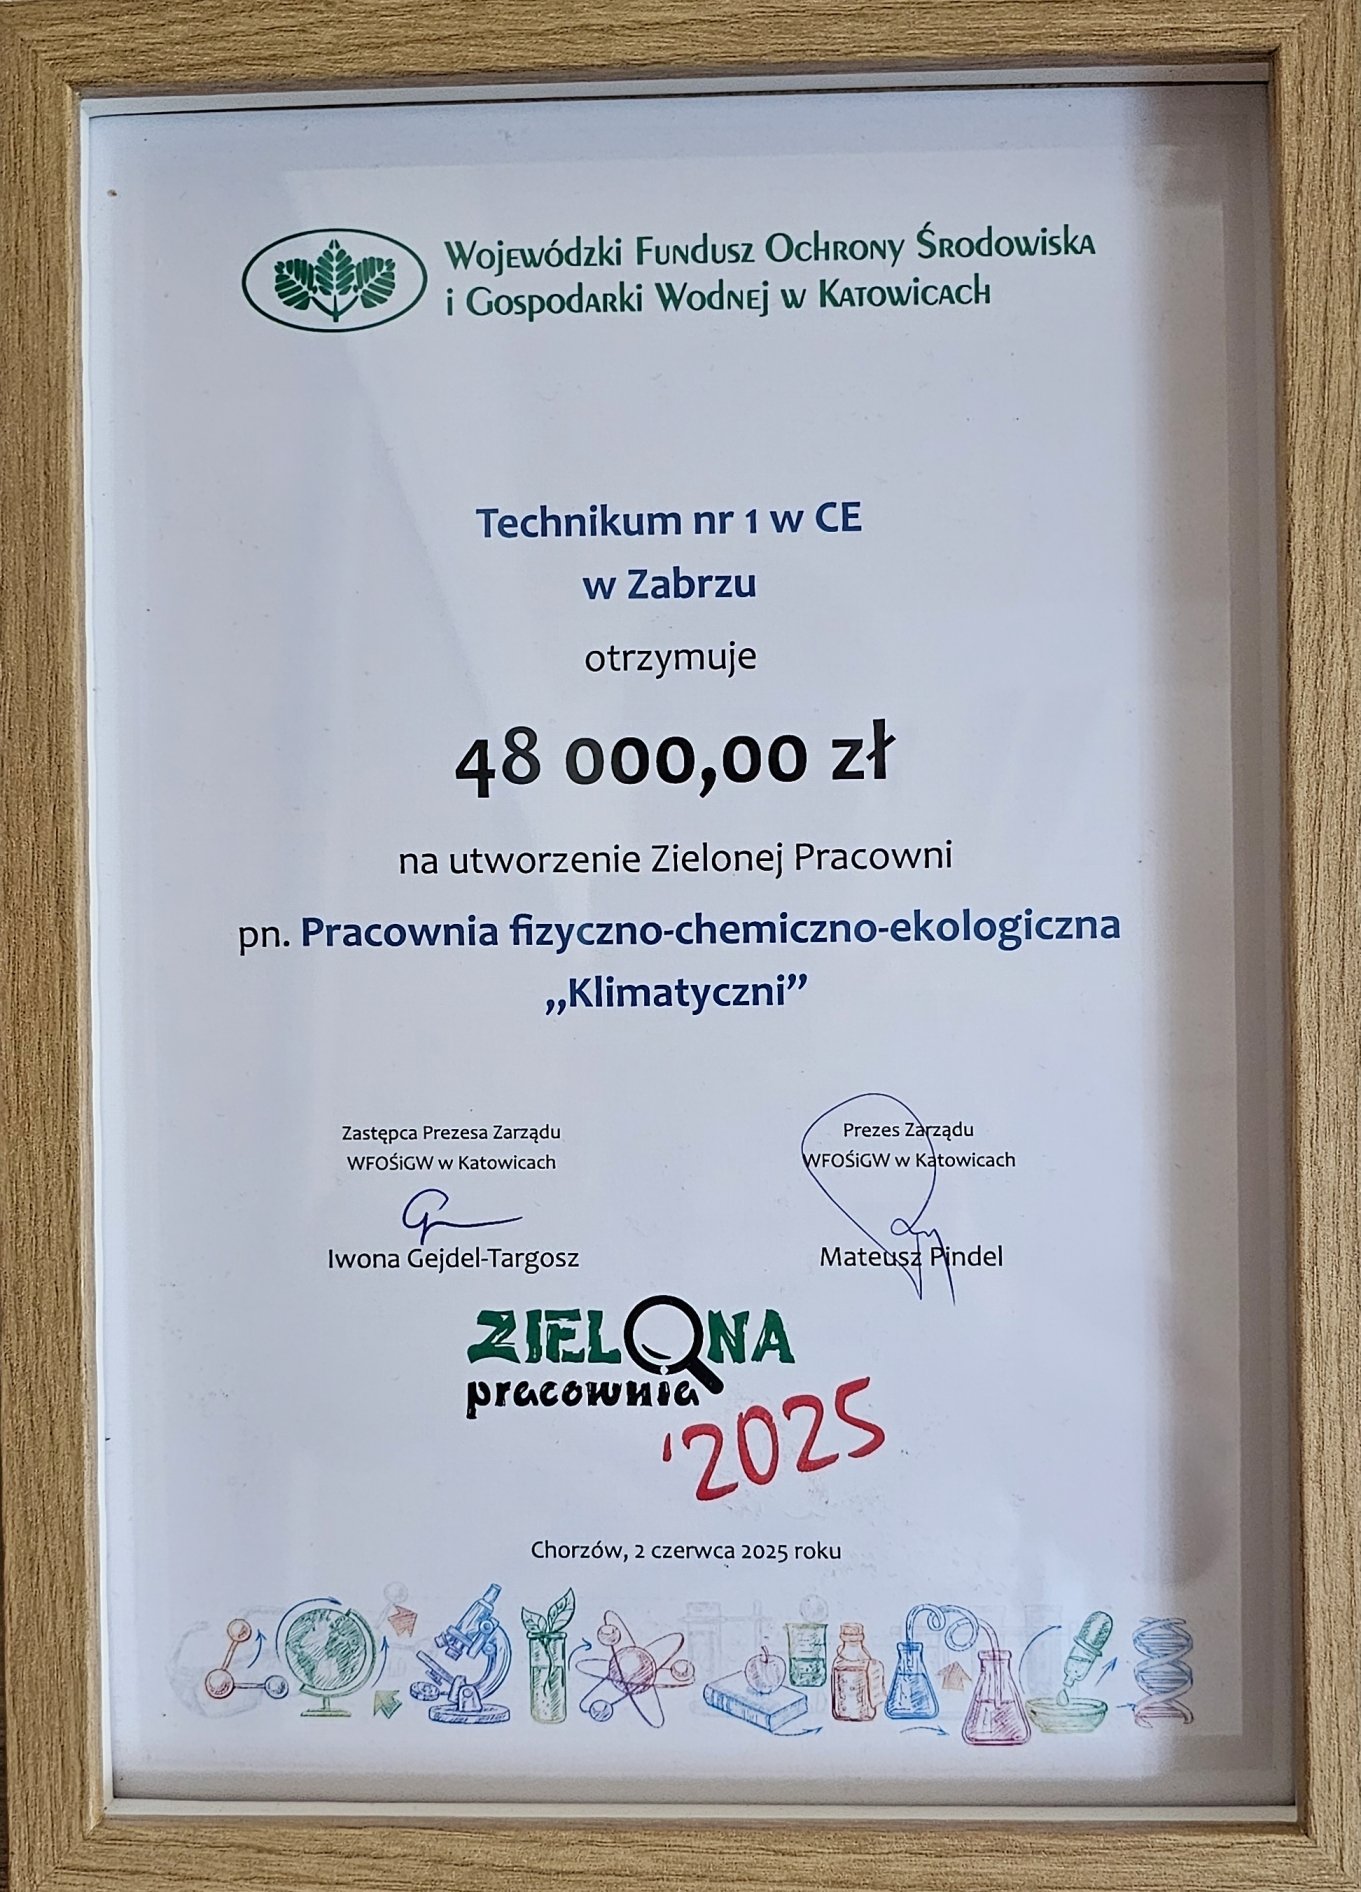 Wojewódzki Fundusz Ochrony Środowiska
i Gospodarki Wodnej w Katowicach
Technikum nr 1 w CE
w Zabrzu
otrzymuje
48 000,00 zł
na utworzenie Zielonej Pracowni
pn. Pracownia fizyczno-chemiczno-ekologiczna
„Klimatyczni”
Zastępca Prezesa Zarządu
WFOŚiGW w Katowicach
Iwona Gejdel-Targosz
Prezes Zarządu
WFOŚiGW w Katowicach
Mateusz Pindel
ZIELONA
pracownia
'2025
Chorzów, 2 czerwca 2025 roku